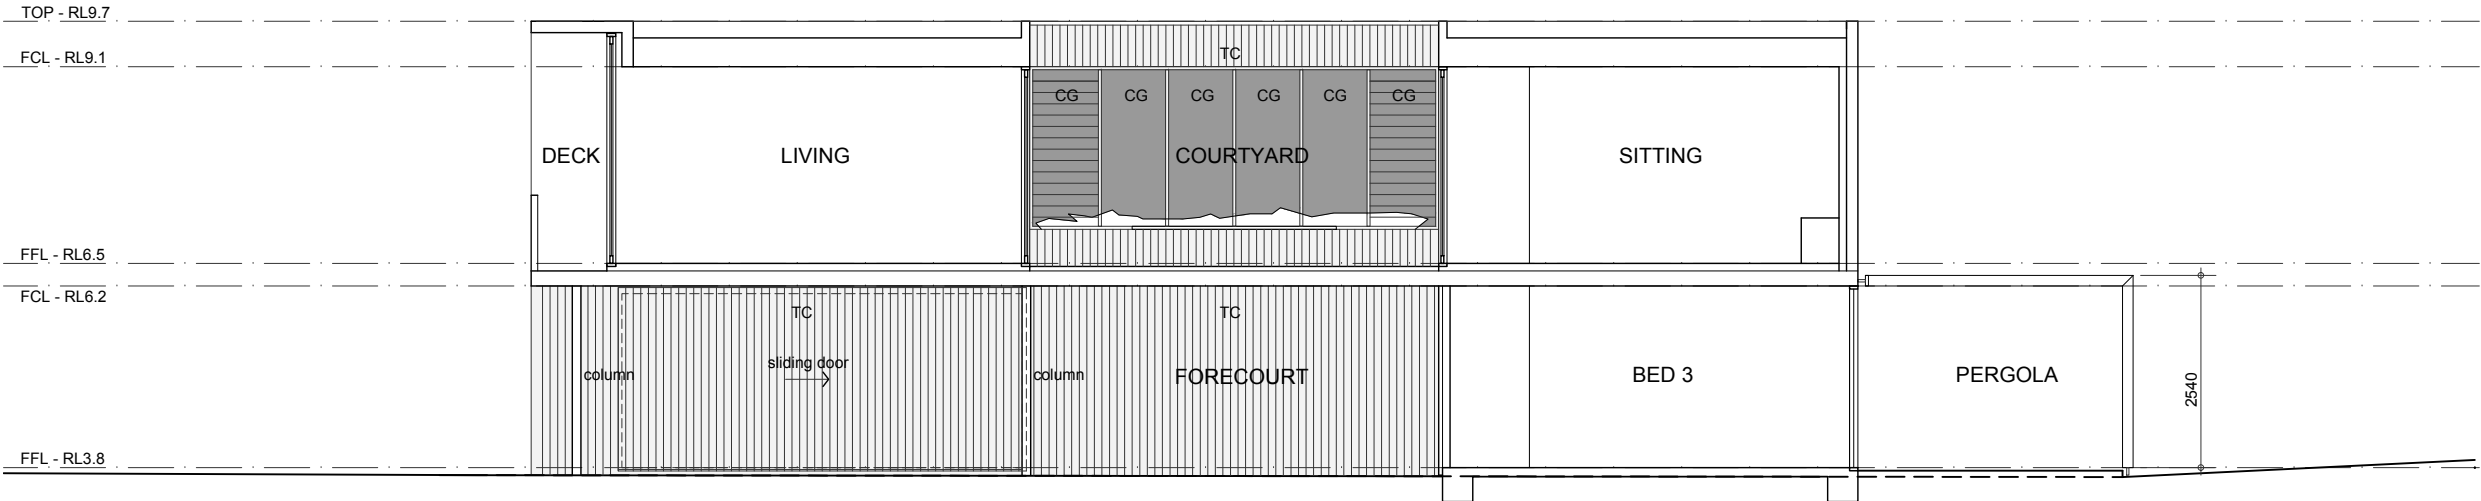 TOP - RL9.7
TC
FCL - RL9.1
CG CG CG CG CG CG
DECK LIVING COURTYARD SITTING
FFL - RL6.5
FCL - RL6.2
TC TC
sliding door
column column FORECOURT BED 3 PERGOLA
2540
FFL - RL3.8